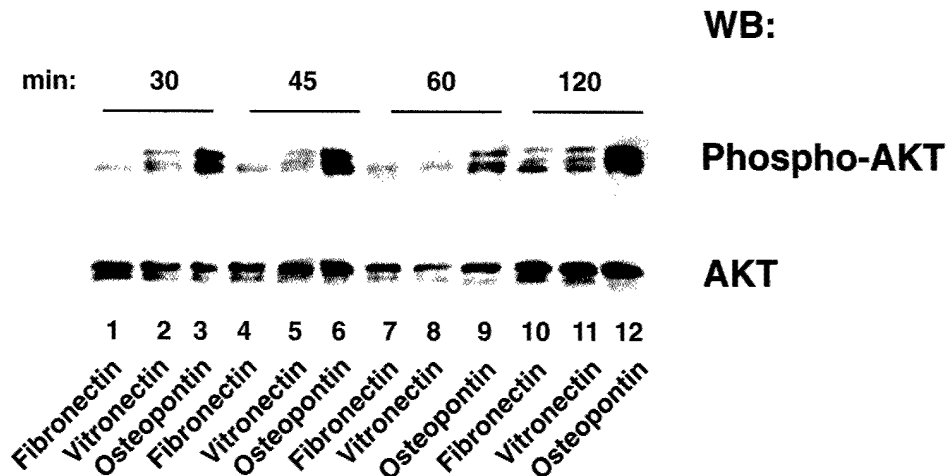 WB:
min: 30 45 60 120
Phospho-AKT
AKT
1 2 3 4 5 6 7 8 9 10 11 12
Fibronectin Vitronectin Osteopontin Fibronectin Vitronectin Osteopontin Fibronectin Vitronectin Osteopontin Fibronectin Vitronectin Osteopontin